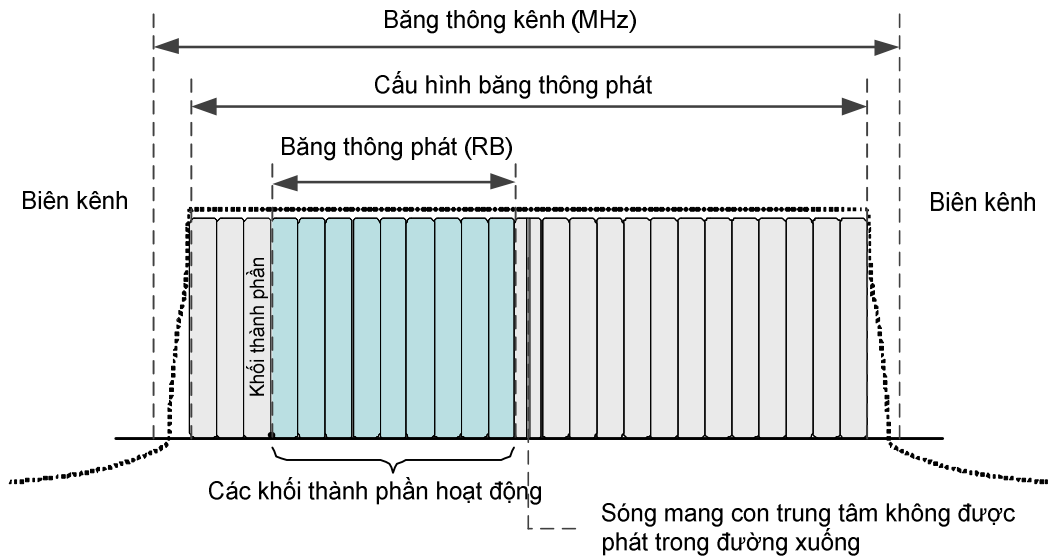 Băng thông kênh (MHz)
Cấu hình băng thông phát
Băng thông phát (RB)
Biên kênh
Biên kênh
Khối thành phần
Các khối thành phần hoạt động
Sóng mang con trung tâm không được
phát trong đường xuống